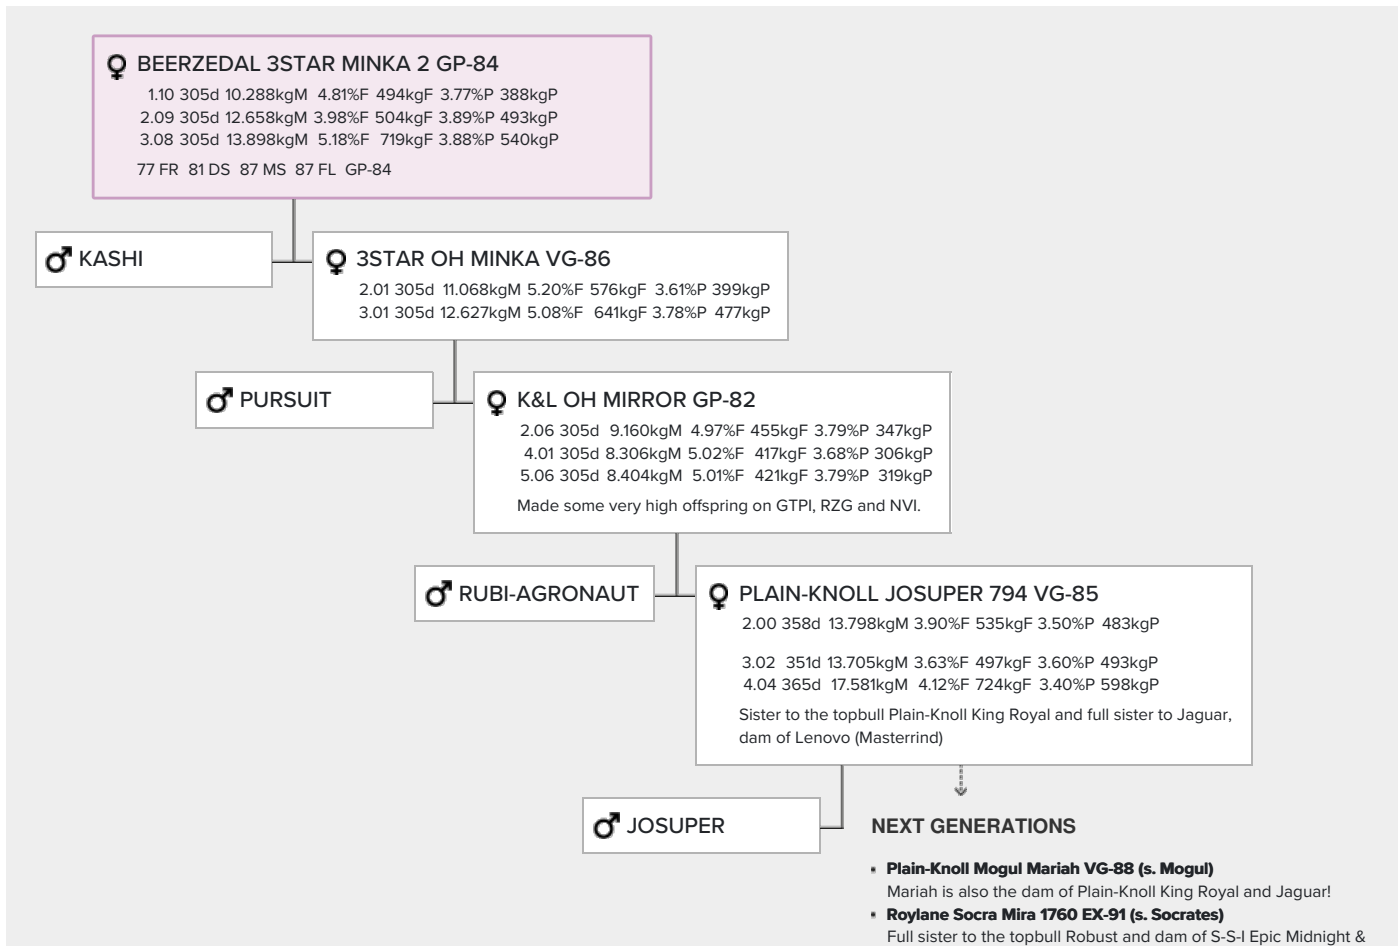 BEERZEDAL 3STAR MINKA 2 GP-84
1.10 305d 10.288kgM 4.81%F 494kgF 3.77%P 388kgP
2.09 305d 12.658kgM 3.98%F 504kgF 3.89%P 493kgP
3.08 305d 13.898kgM 5.18%F 719kgF 3.88%P 540kgP
77 FR 81 DS 87 MS 87 FL GP-84
KASHI
3STAR OH MINKA VG-86
2.01 305d 11.068kgM 5.20%F 576kgF 3.61%P 399kgP
3.01 305d 12.627kgM 5.08%F 641kgF 3.78%P 477kgP
PURSUIT
K&L OH MIRROR GP-82
2.06 305d 9.160kgM 4.97%F 455kgF 3.79%P 347kgP
4.01 305d 8.306kgM 5.02%F 417kgF 3.68%P 306kgP
5.06 305d 8.404kgM 5.01%F 421kgF 3.79%P 319kgP
Made some very high offspring on GTPI, RZG and NVI.
RUBI-AGRONAUT
PLAIN-KNOLL JOSUPER 794 VG-85
2.00 358d 13.798kgM 3.90%F 535kgF 3.50%P 483kgP
3.02 351d 13.705kgM 3.63%F 497kgF 3.60%P 493kgP
4.04 365d 17.581kgM 4.12%F 724kgF 3.40%P 598kgP
Sister to the topbull Plain-Knoll King Royal and full sister to Jaguar,
dam of Lenovo (Masterrind)
JOSUPER
NEXT GENERATIONS
▪ Plain-Knoll Mogul Mariah VG-88 (s. Mogul)
Mariah is also the dam of Plain-Knoll King Royal and Jaguar!
▪ Roylane Socra Mira 1760 EX-91 (s. Socrates)
Full sister to the topbull Robust and dam of S-S-I Epic Midnight &